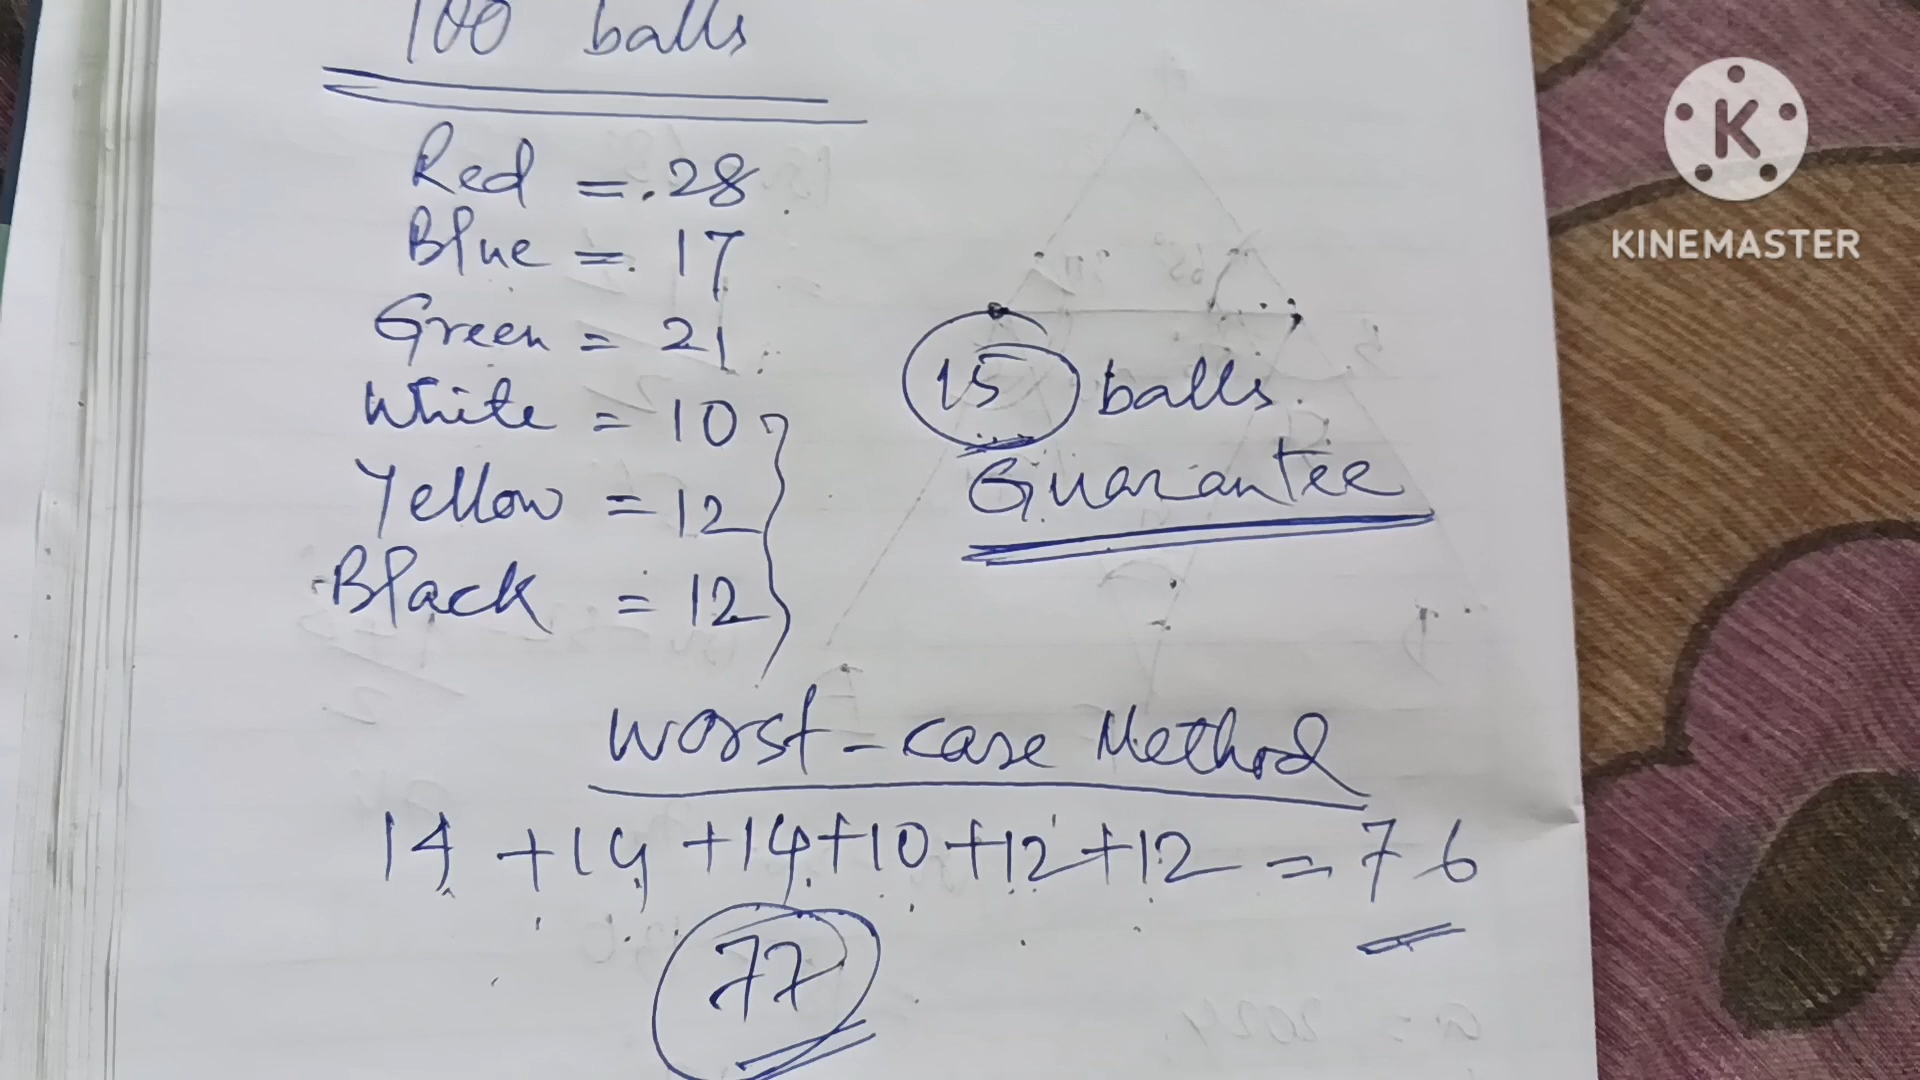 100 balls
Red = 28
Blue = 17
Green = 21
White = 10
Yellow = 12
Black = 12
15 balls
Guarantee
Worst-case Method
14 + 14 + 14 + 10 + 12 + 12 = 76
77
K
KINEMASTER